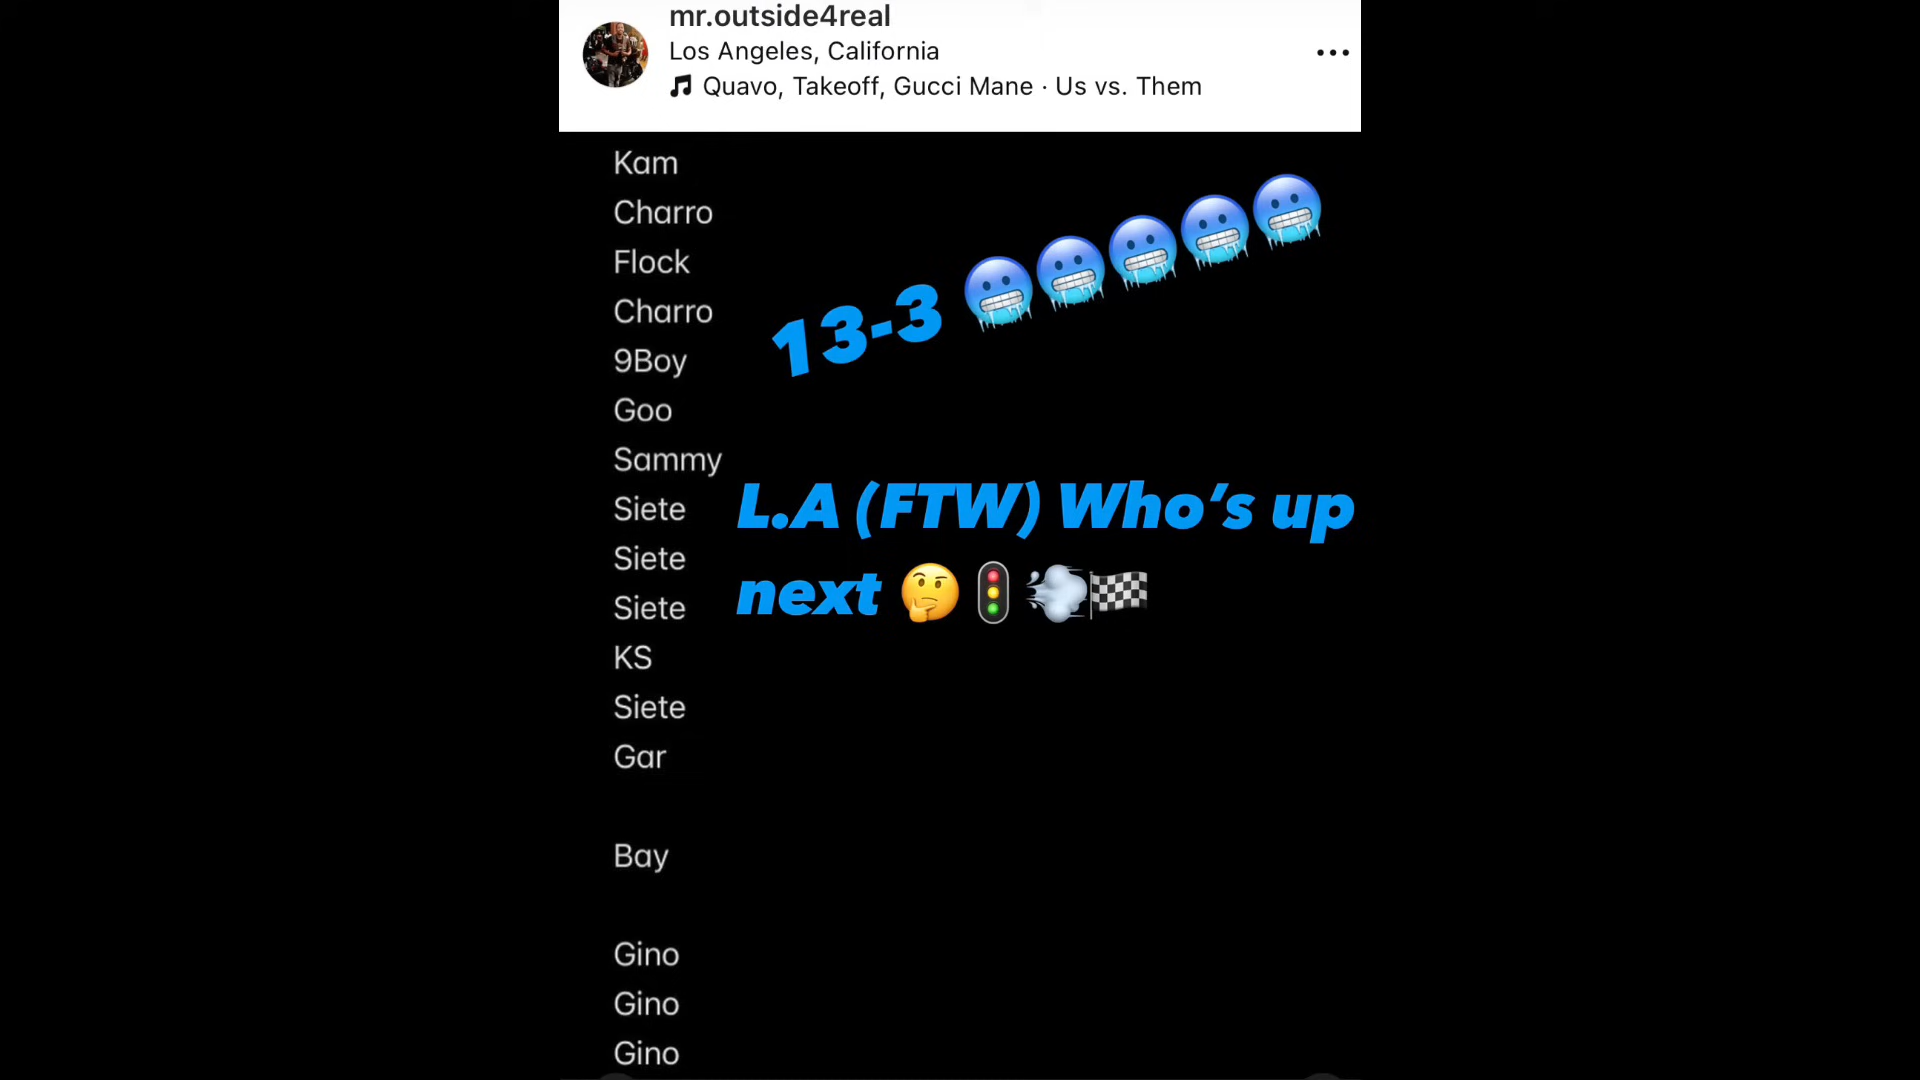 mr.outside4real
Los Angeles, California
Quavo, Takeoff, Gucci Mane · Us vs. Them
Kam
Charro
Flock
Charro
9Boy
Goo
Sammy
Siete
Siete
Siete
KS
Siete
Gar
Bay
Gino
Gino
Gino
13-3 🥶🥶🥶🥶🥶
L.A (FTW) Who's up
next 🤔🚦💨🏁